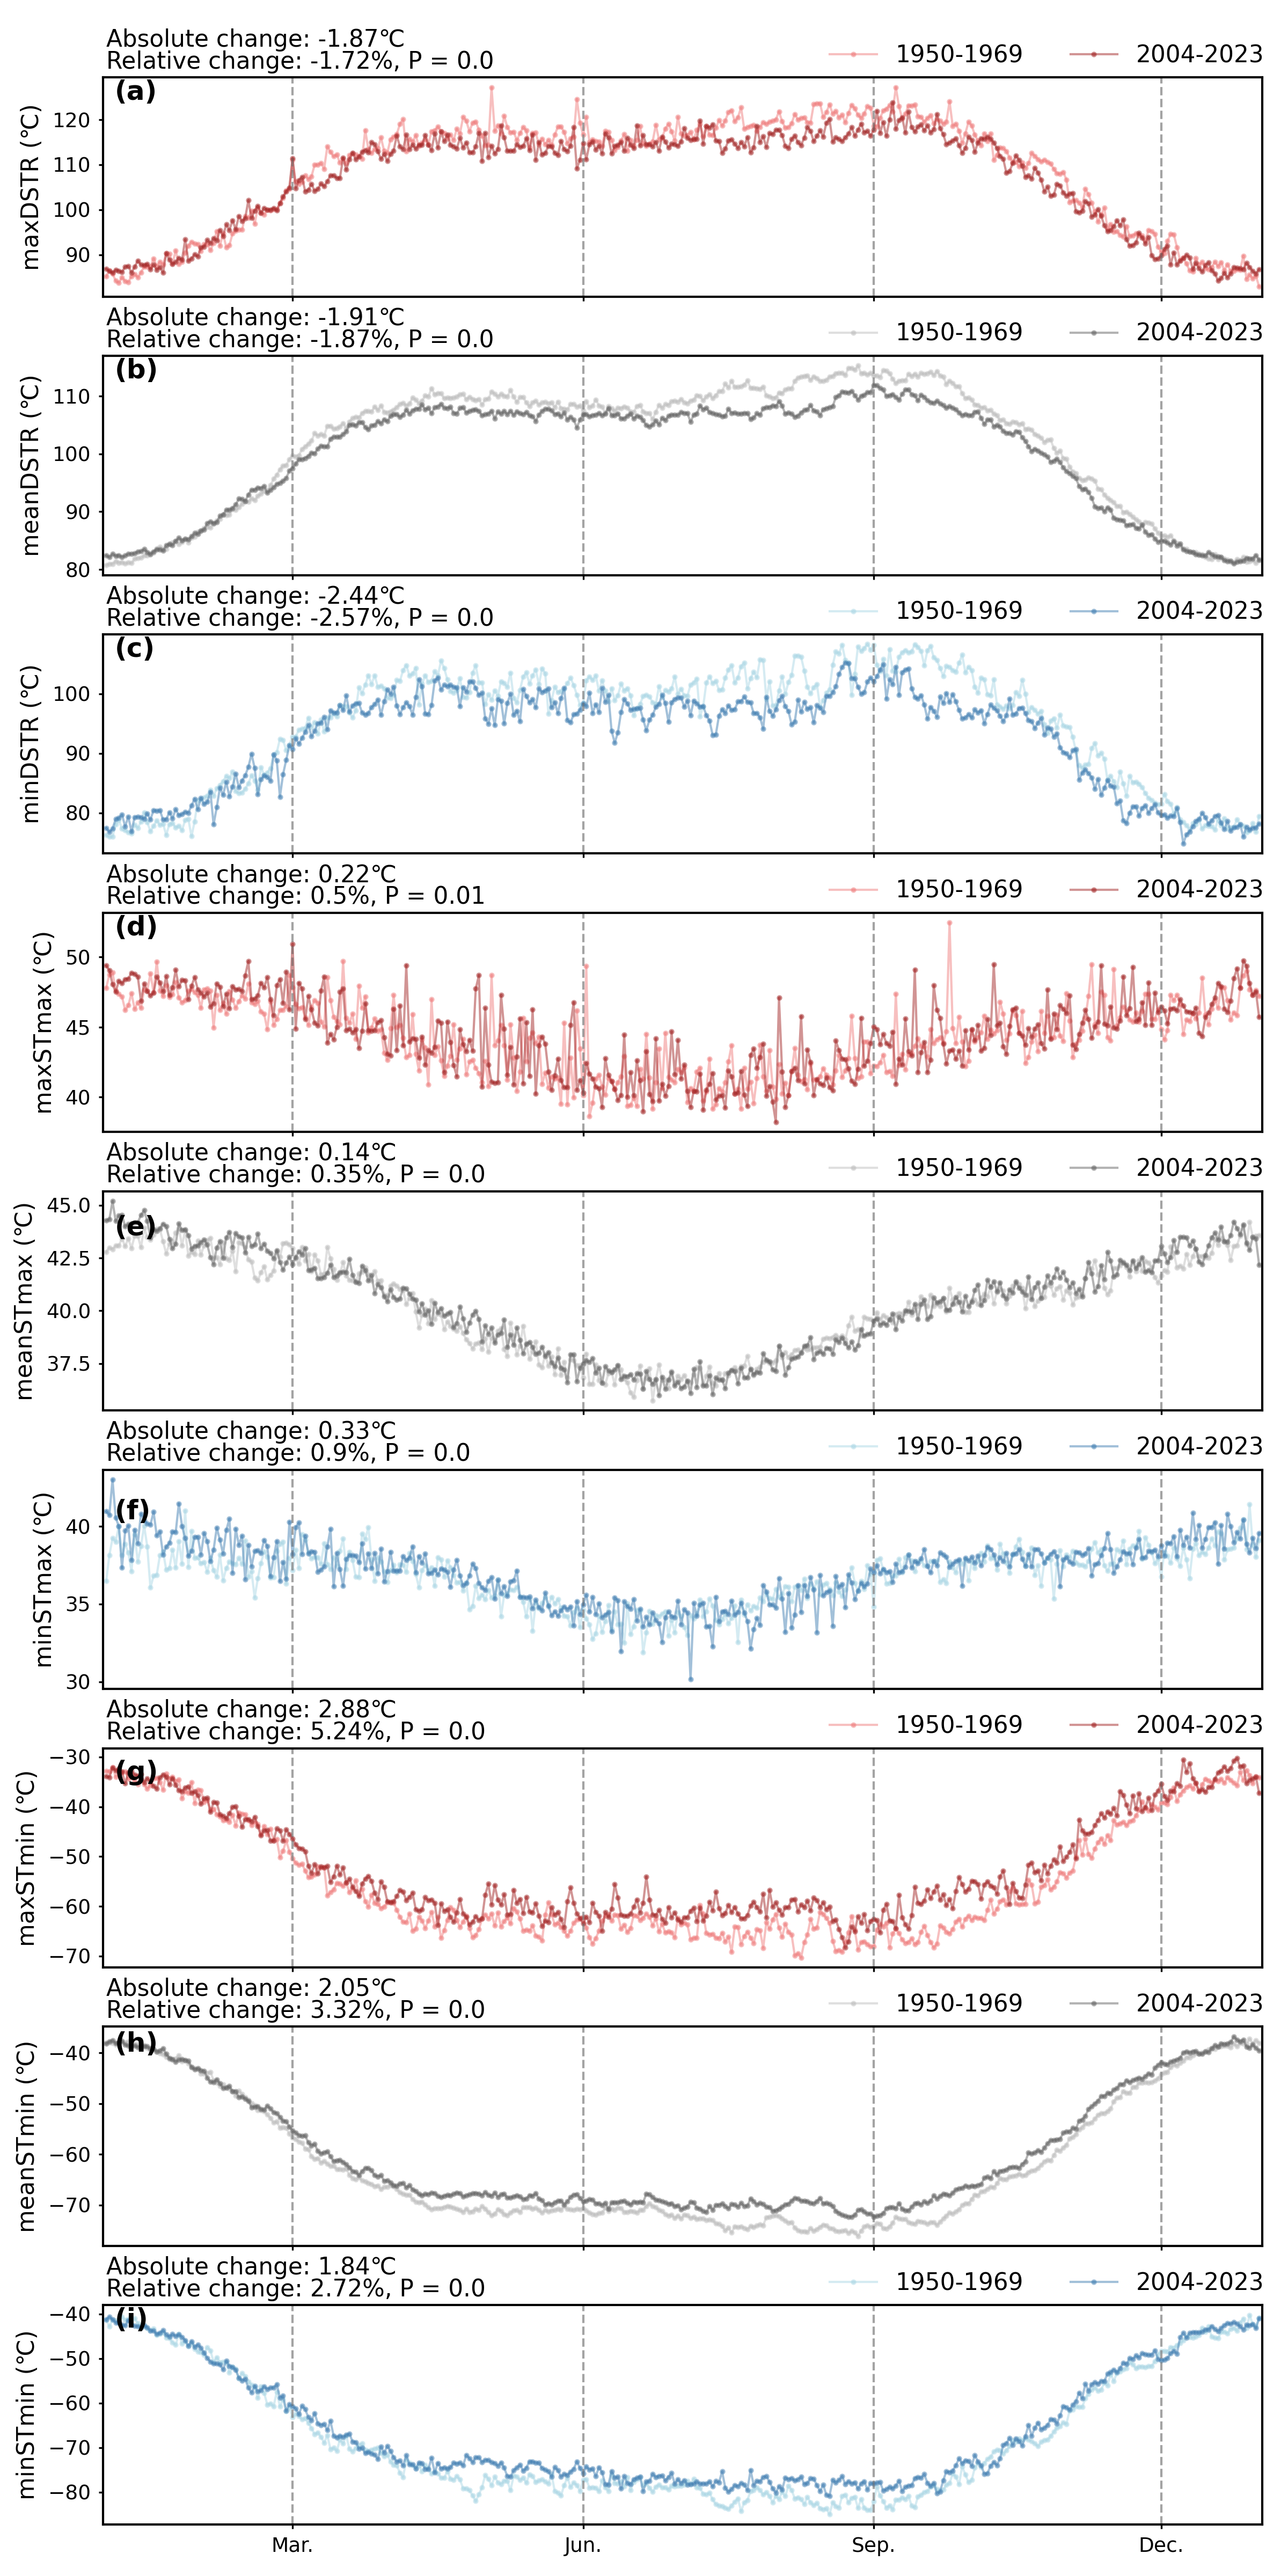 Absolute change: -1.87℃
Relative change: -1.72%, P = 0.0
1950-1969 2004-2023
(a)
maxDSTR (℃)
120
110
100
90
Absolute change: -1.91℃
Relative change: -1.87%, P = 0.0
1950-1969 2004-2023
(b)
meanDSTR (℃)
110
100
90
80
Absolute change: -2.44℃
Relative change: -2.57%, P = 0.0
1950-1969 2004-2023
(c)
minDSTR (℃)
100
90
80
Absolute change: 0.22℃
Relative change: 0.5%, P = 0.01
1950-1969 2004-2023
(d)
maxSTmax (℃)
50
45
40
Absolute change: 0.14℃
Relative change: 0.35%, P = 0.0
1950-1969 2004-2023
(e)
meanSTmax (℃)
45.0
42.5
40.0
37.5
Absolute change: 0.33℃
Relative change: 0.9%, P = 0.0
1950-1969 2004-2023
(f)
minSTmax (℃)
40
35
30
Absolute change: 2.88℃
Relative change: 5.24%, P = 0.0
1950-1969 2004-2023
(g)
maxSTmin (℃)
−30
−40
−50
−60
−70
Absolute change: 2.05℃
Relative change: 3.32%, P = 0.0
1950-1969 2004-2023
(h)
meanSTmin (℃)
−40
−50
−60
−70
Absolute change: 1.84℃
Relative change: 2.72%, P = 0.0
1950-1969 2004-2023
(i)
minSTmin (℃)
−40
−50
−60
−70
−80
Mar. Jun. Sep. Dec.